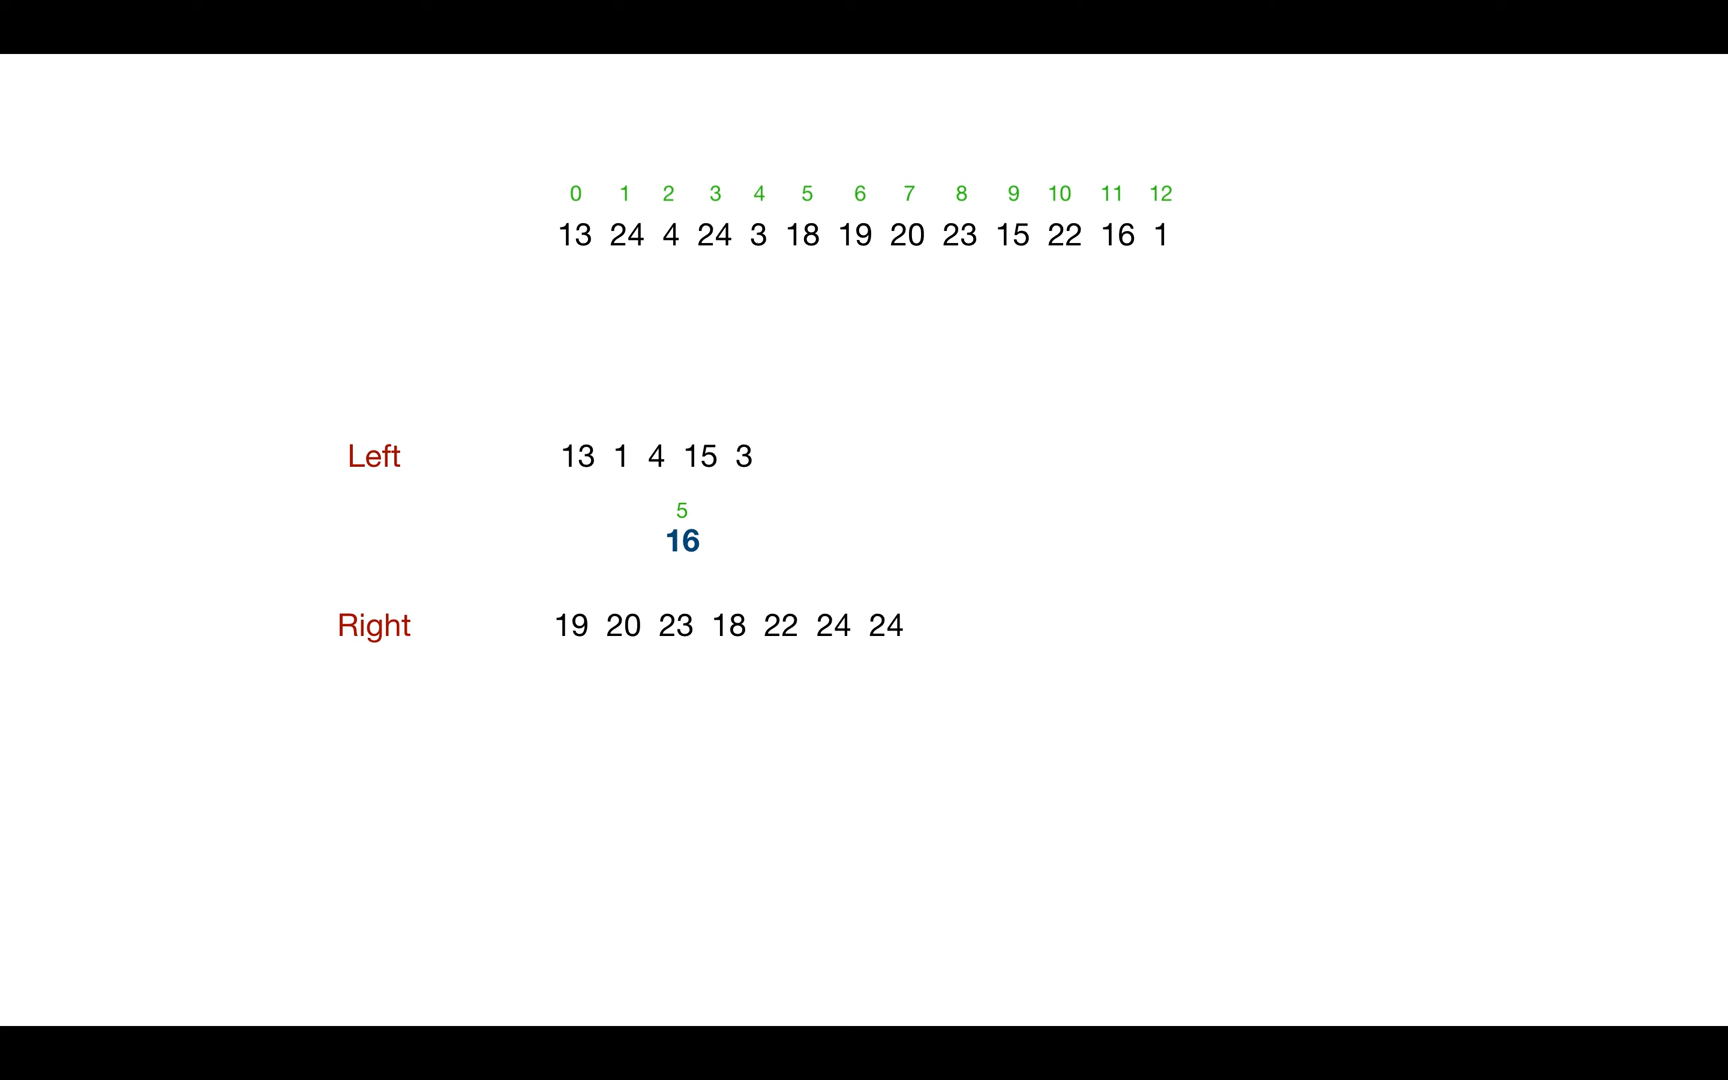 0 1 2 3 4 5 6 7 8 9 10 11 12
13 24 4 24 3 18 19 20 23 15 22 16 1
Left 13 1 4 15 3
5
16
Right 19 20 23 18 22 24 24